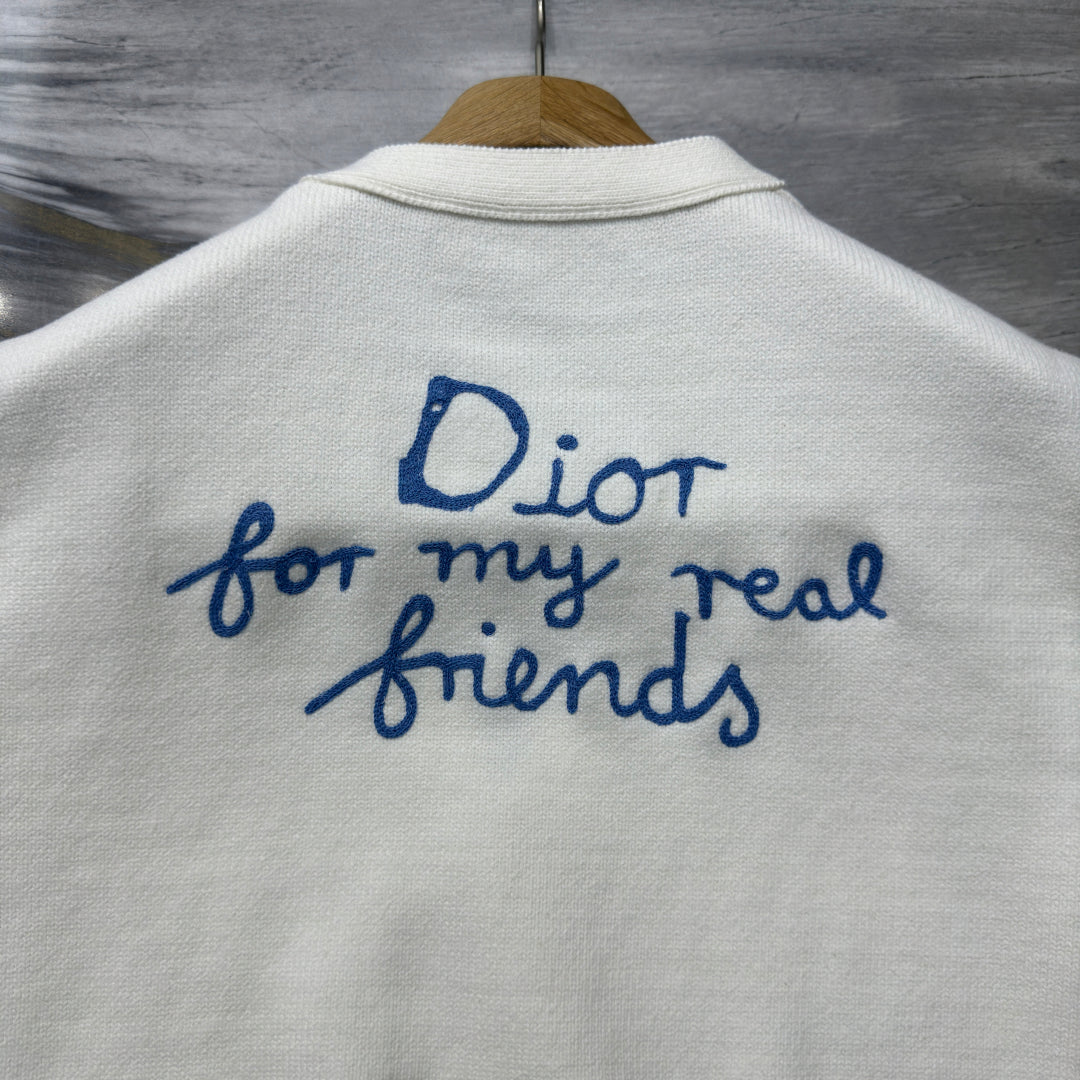 Dior
for my real
friends